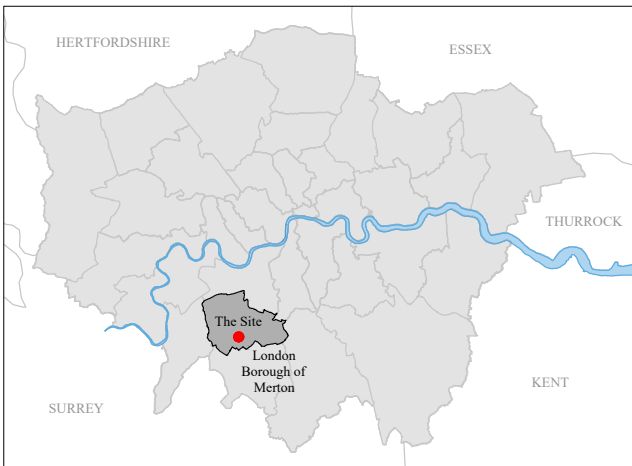 HERTFORDSHIRE
ESSEX
THURROCK
The Site
London
Borough of
Merton
KENT
SURREY